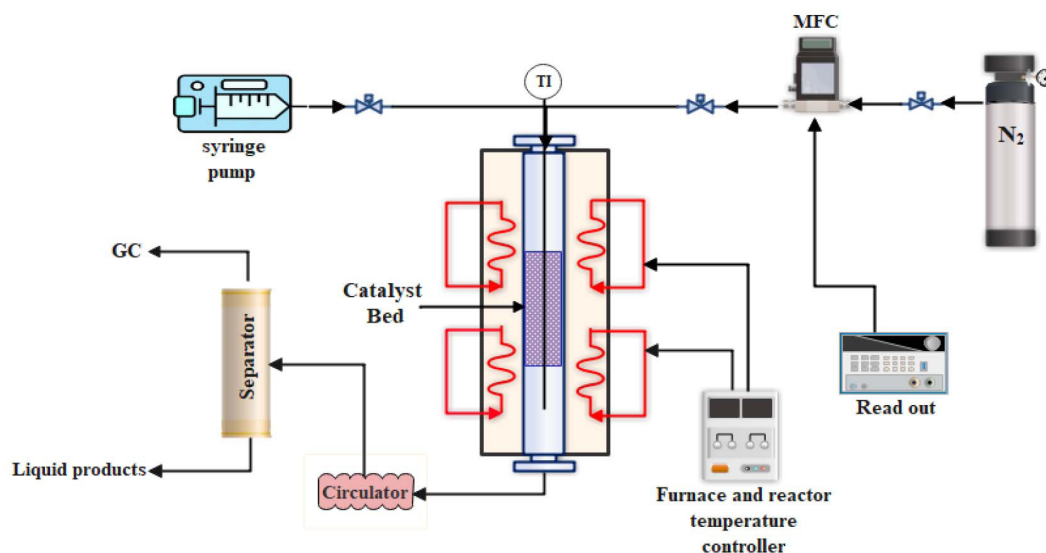 MFC
TI
N₂
syringe
pump
GC
Separator
Catalyst
Bed
Read out
Liquid products
Circulator
Furnace and reactor
temperature
controller